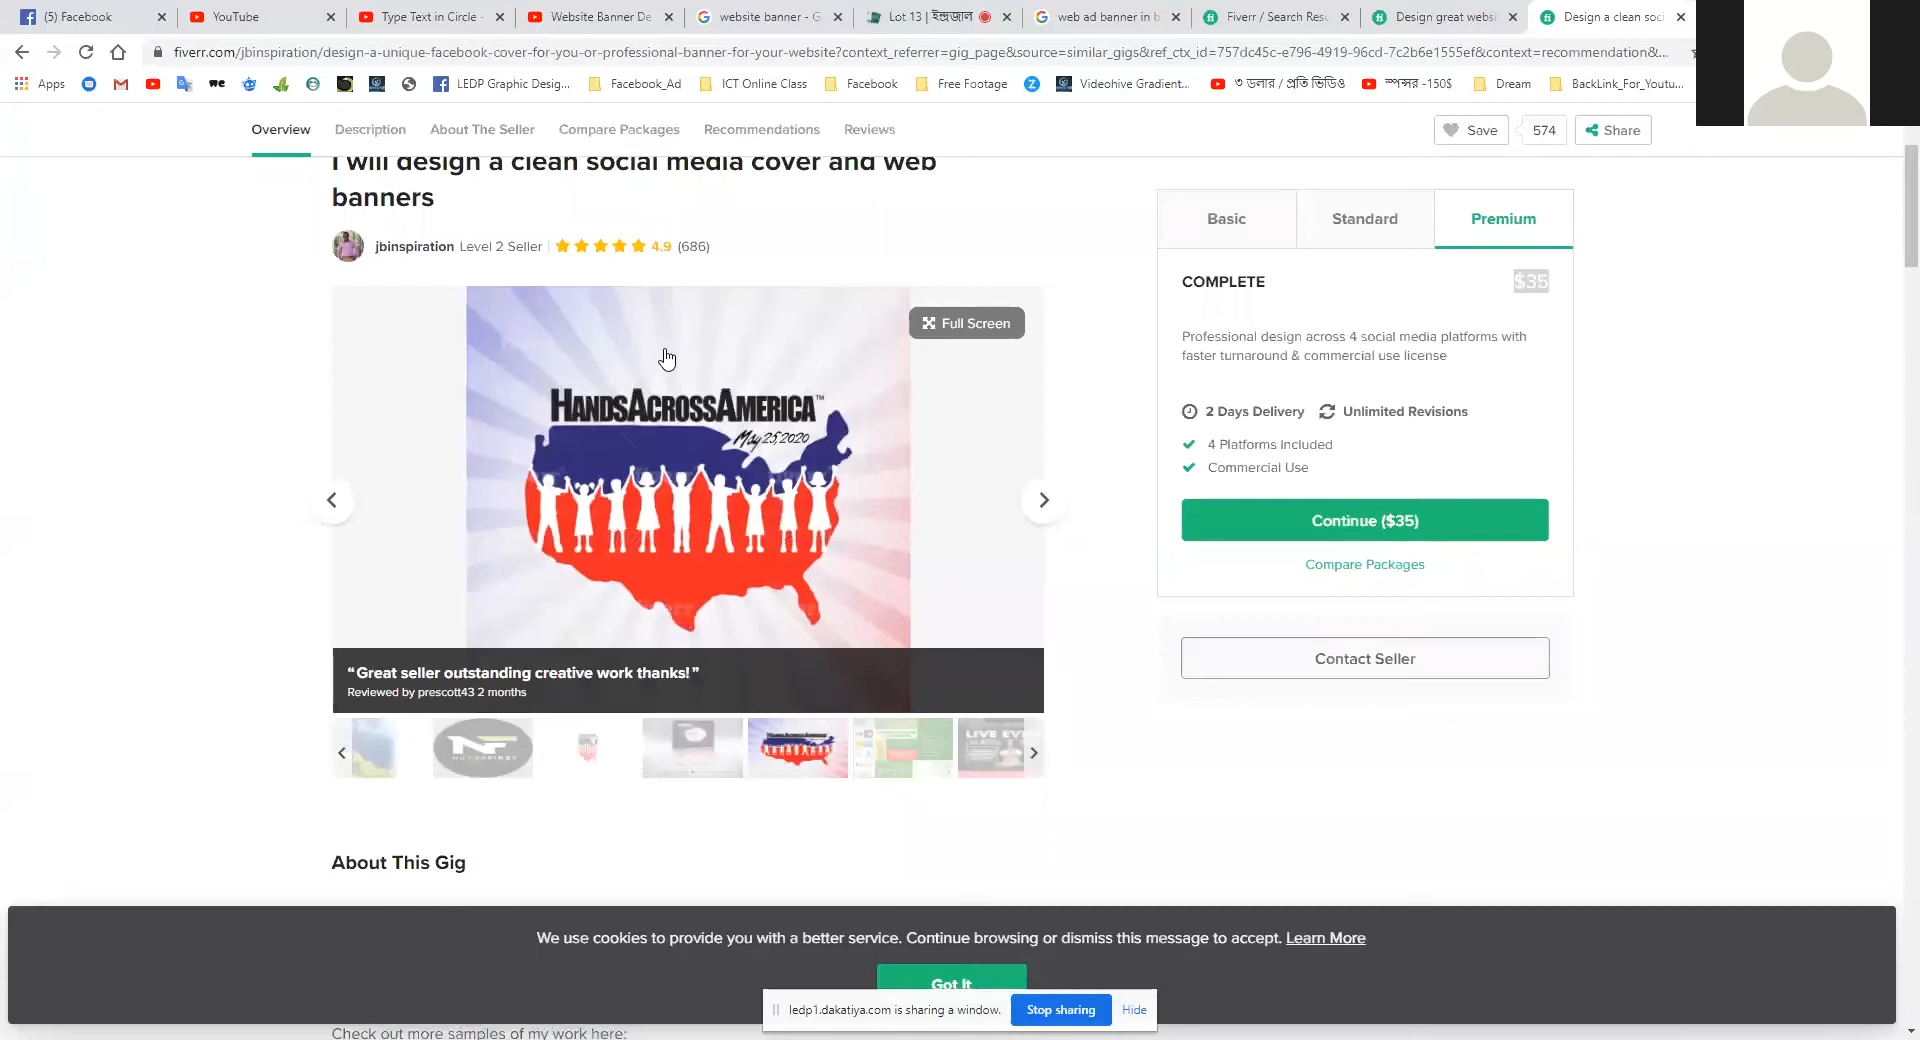 (5) Facebook
YouTube
Type Text in Circle -
Website Banner De
website banner - G
Lot 13 | ইন্দ্রজাল
web ad banner in b
Fiverr / Search Resu
Design great websi
Design a clean soci
fiverr.com/jbinspiration/design-a-unique-facebook-cover-for-you-or-professional-banner-for-your-website?context_referrer=gig_page&source=similar_gigs&ref_ctx_id=757dc45c-e796-4919-96cd-7c2b6e1555ef&context=recommendation&...
Apps
we
LEDP Graphic Desig...
Facebook_Ad
ICT Online Class
Facebook
Free Footage
Videohive Gradient...
৩ ডলার / প্রতি ভিডিও
স্পন্সর -150$
Dream
BackLink_For_Youtu...
Overview
Description
About The Seller
Compare Packages
Recommendations
Reviews
Save
574
Share
I will design a clean social media cover and web
banners
jbinspiration Level 2 Seller
4.9 (686)
Full Screen
HANDSACROSSAMERICA™
May 25, 2020
“Great seller outstanding creative work thanks!”
Reviewed by prescott43 2 months
NF
LIVE EVE
Basic
Standard
Premium
COMPLETE
$35
Professional design across 4 social media platforms with
faster turnaround & commercial use license
2 Days Delivery
Unlimited Revisions
4 Platforms Included
Commercial Use
Continue ($35)
Compare Packages
Contact Seller
About This Gig
We use cookies to provide you with a better service. Continue browsing or dismiss this message to accept. Learn More
Got It
ledp1.dakatiya.com is sharing a window.
Stop sharing
Hide
Check out more samples of my work here: